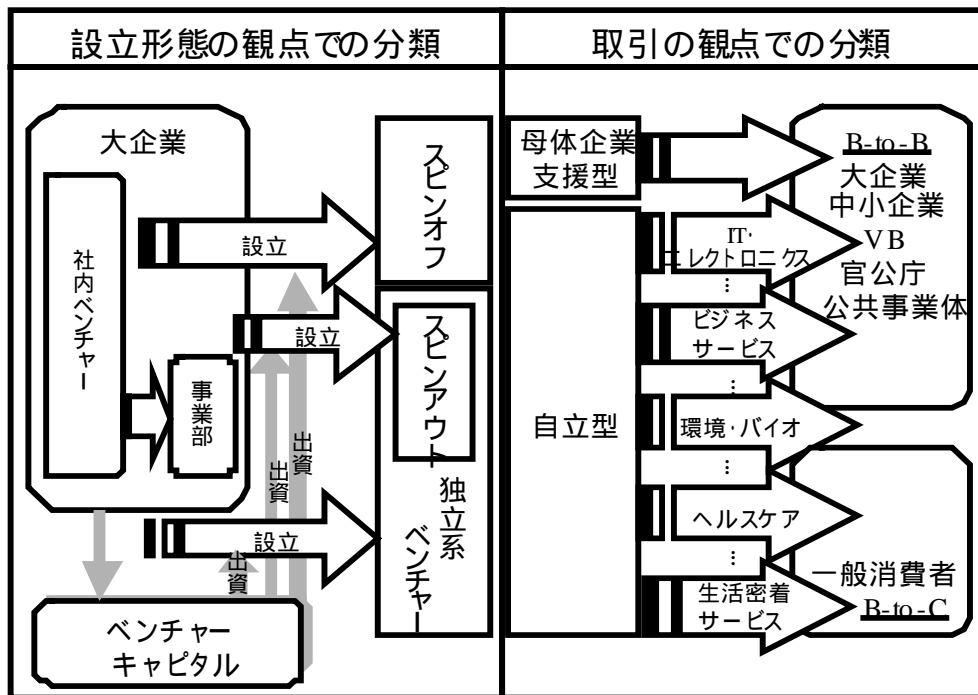 設立形態の観点での分類
取引の観点での分類
大企業
社内ベンチャー
事業部
設立
設立
設立
出資
出資
出資
ベンチャー
キャピタル
スピンオフ
スピンアウト
独立系
ベンチャー
母体企業
支援型
自立型
IT・
エレクトロニクス
…
ビジネス
サービス
…
環境・バイオ
…
ヘルスケア
…
生活密着
サービス
B-to-B
大企業
中小企業
VB
官公庁
公共事業体
一般消費者
B-to-C